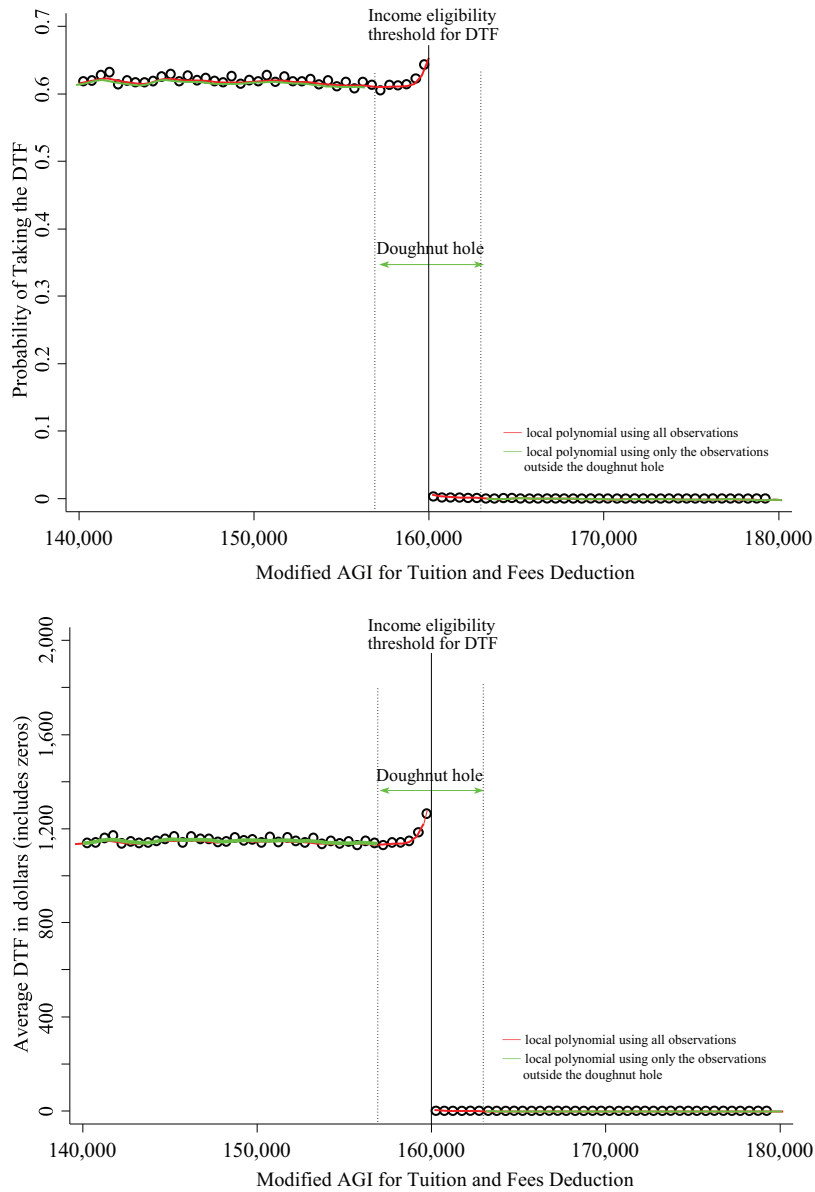 Income eligibility
threshold for DTF
0.7
0.6
0.5
0.4
0.3
0.2
0.1
0
Probability of Taking the DTF
Doughnut hole
local polynomial using all observations
local polynomial using only the observations
outside the doughnut hole
140,000 150,000 160,000 170,000 180,000
Modified AGI for Tuition and Fees Deduction
Income eligibility
threshold for DTF
2,000
1,600
1,200
800
400
0
Average DTF in dollars (includes zeros)
Doughnut hole
local polynomial using all observations
local polynomial using only the observations
outside the doughnut hole
140,000 150,000 160,000 170,000 180,000
Modified AGI for Tuition and Fees Deduction